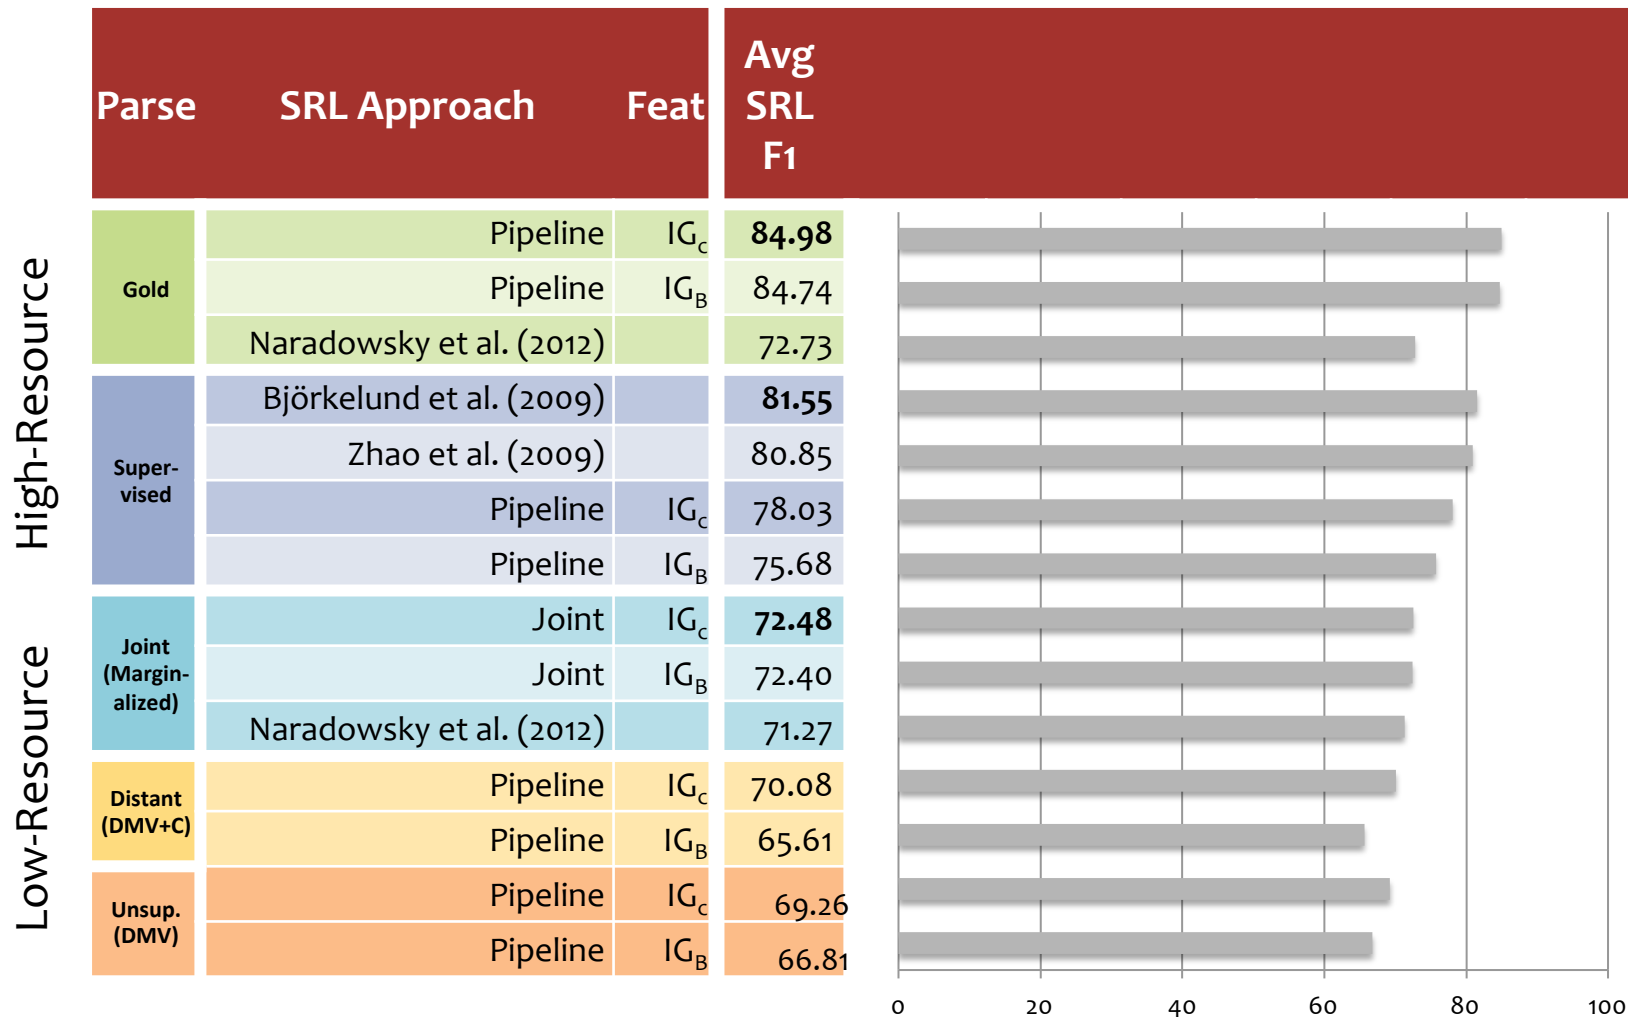 Parse SRL Approach Feat Avg
SRL
F1
High-Resource
Gold
Pipeline IGc 84.98
Pipeline IGB 84.74
Naradowsky et al. (2012) 72.73
Super-
vised
Björkelund et al. (2009) 81.55
Zhao et al. (2009) 80.85
Pipeline IGc 78.03
Pipeline IGB 75.68
Low-Resource
Joint
(Margin-
alized)
Joint IGc 72.48
Joint IGB 72.40
Naradowsky et al. (2012) 71.27
Distant
(DMV+C)
Pipeline IGc 70.08
Pipeline IGB 65.61
Unsup.
(DMV)
Pipeline IGc 69.26
Pipeline IGB 66.81
0 20 40 60 80 100